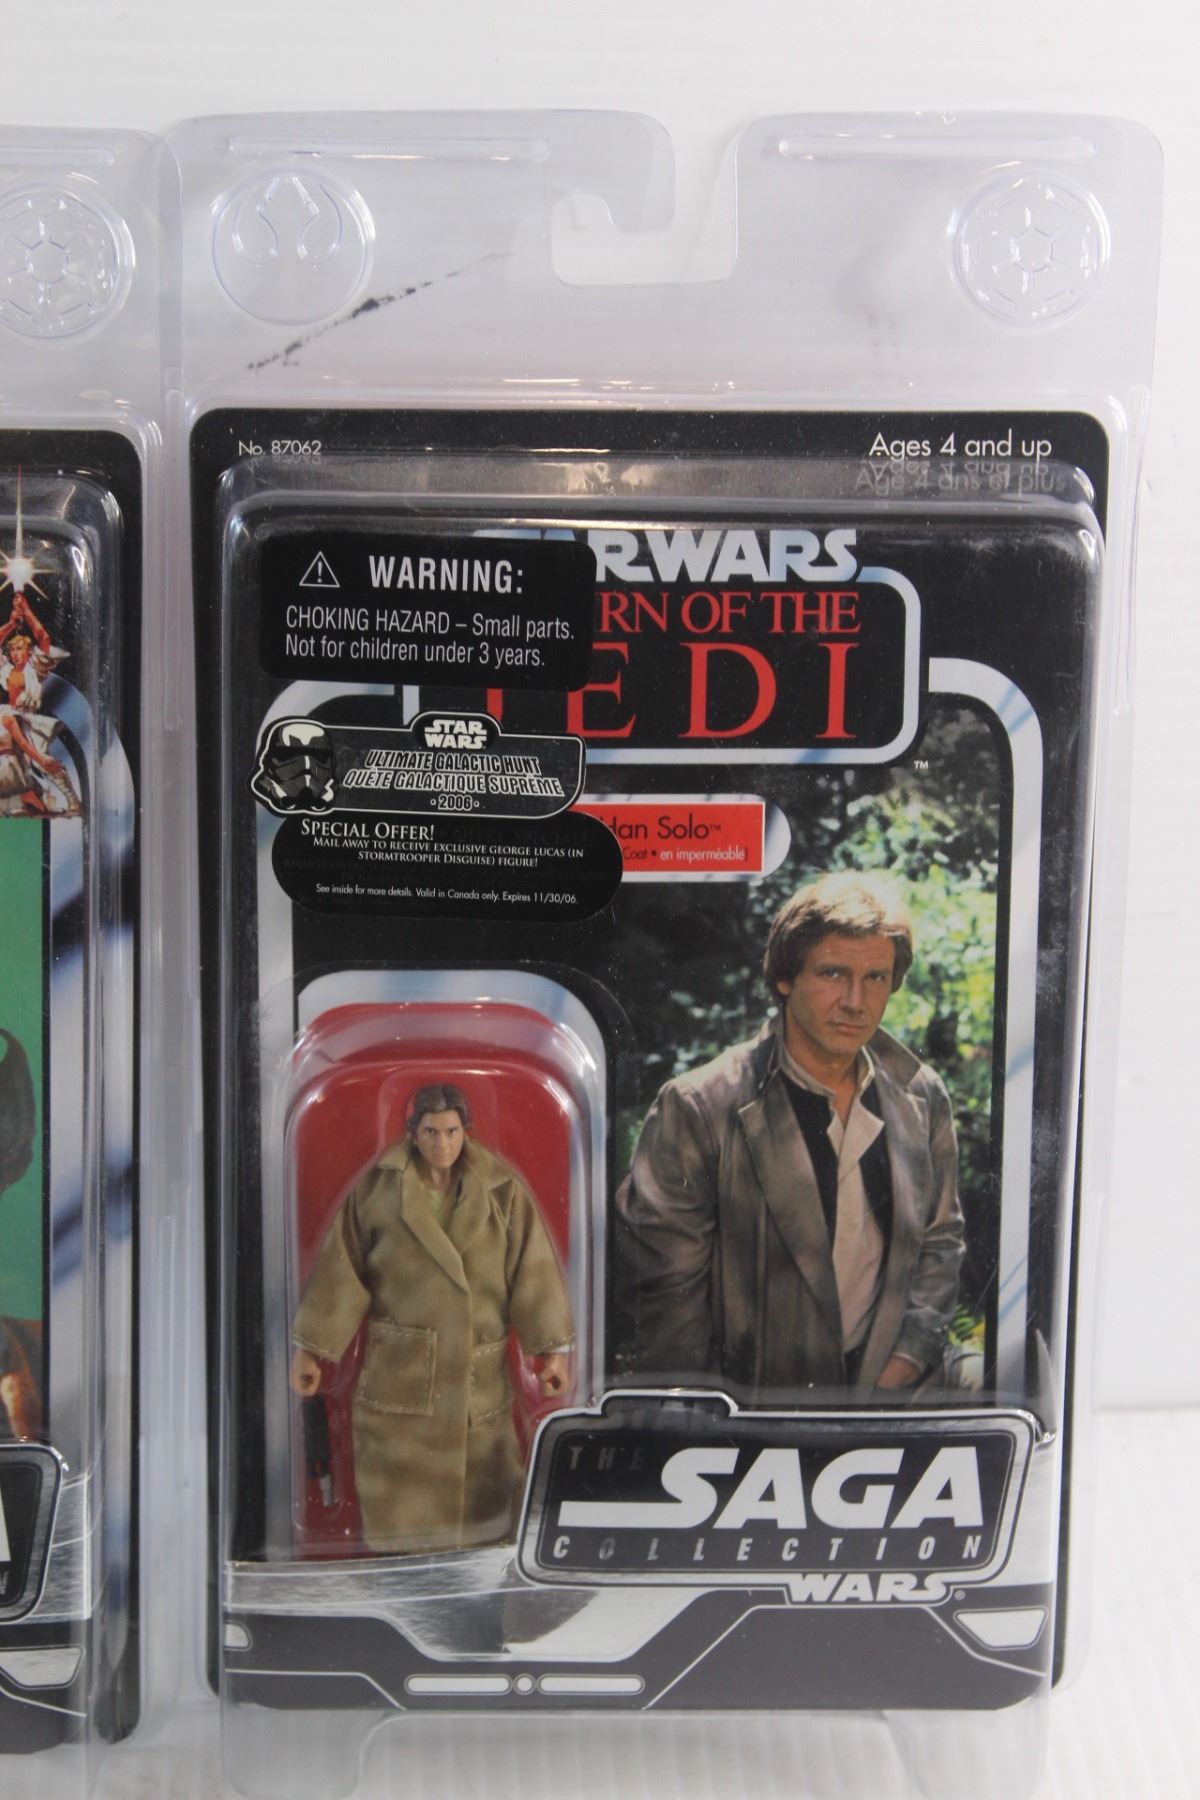 No. 87062
Ages 4 and up
Age 4 ans et plus
WARS
WARNING:
CHOKING HAZARD – Small parts.
Not for children under 3 years.
OF THE
STAR
WARS
ULTIMATE GALACTIC HUNT
QUÊTE GALACTIQUE SUPRÊME
• 2006 •
SPECIAL OFFER!
MAIL AWAY TO RECEIVE EXCLUSIVE GEORGE LUCAS (IN
STORMTROOPER DISGUISE) FIGURE!
See inside for more details. Valid in Canada only. Expires 11/30/06.
Han Solo™
Coat • en imperméable
THE
SAGA
COLLECTION
WARS®